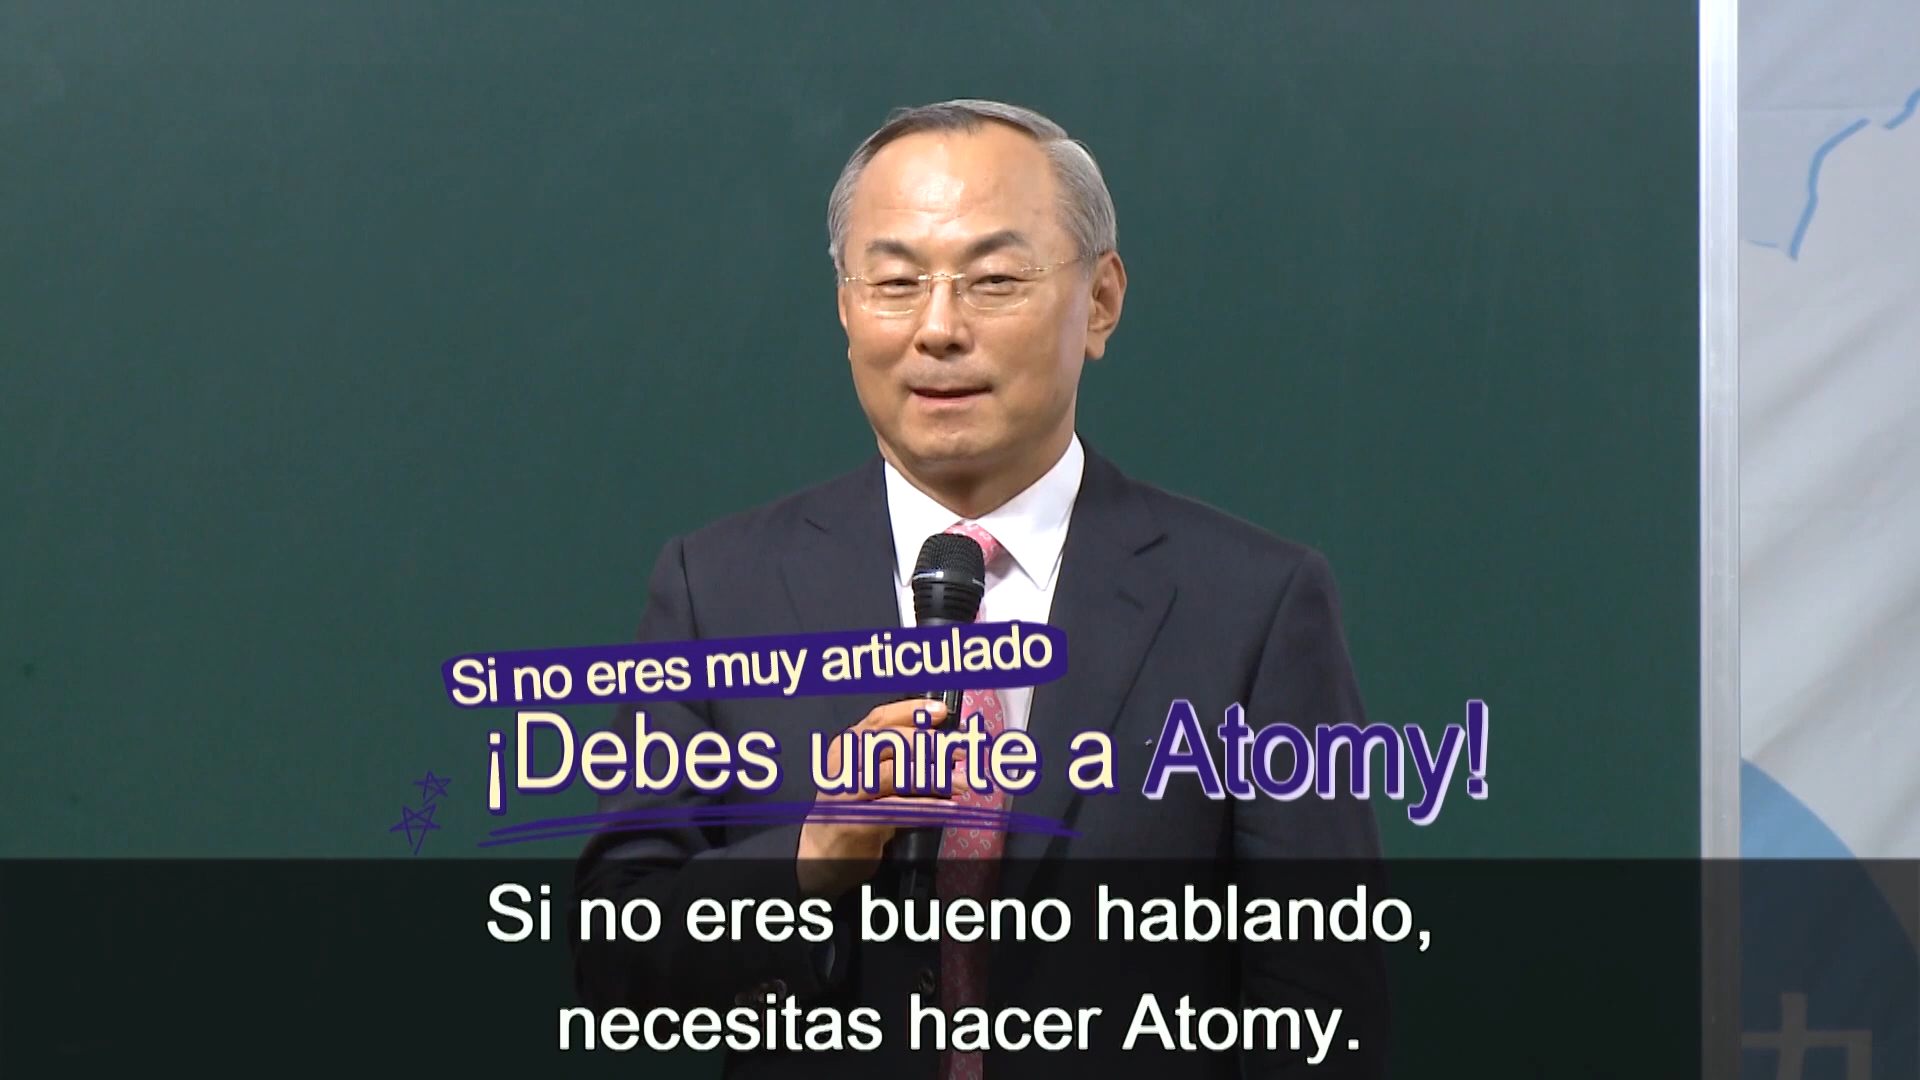 Si no eres muy articulado
¡Debes unirte a Atomy!
Si no eres bueno hablando,
necesitas hacer Atomy.